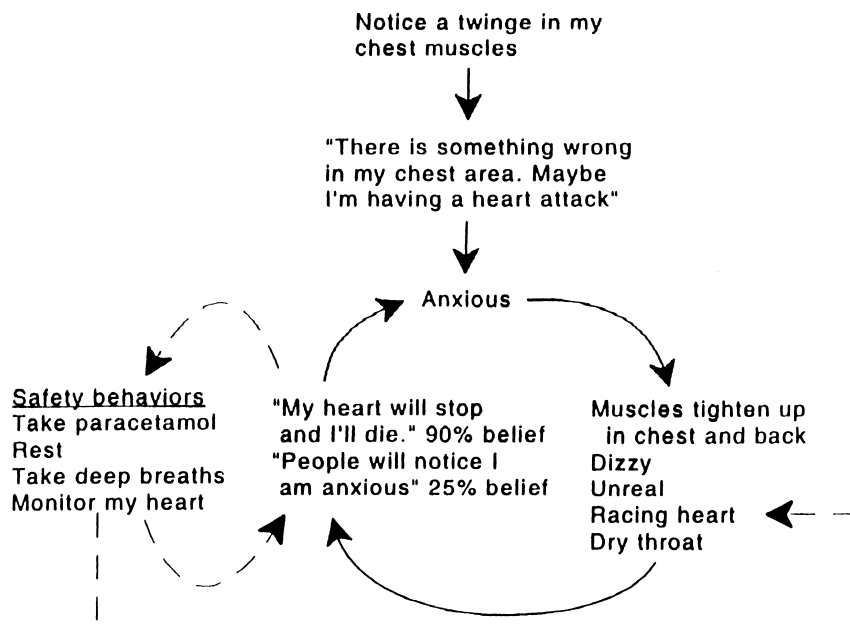 Notice a twinge in my
chest muscles
"There is something wrong
in my chest area. Maybe
I'm having a heart attack"
Anxious
Safety behaviors
Take paracetamol
Rest
Take deep breaths
Monitor my heart
"My heart will stop
and I'll die." 90% belief
"People will notice I
am anxious" 25% belief
Muscles tighten up
in chest and back
Dizzy
Unreal
Racing heart
Dry throat